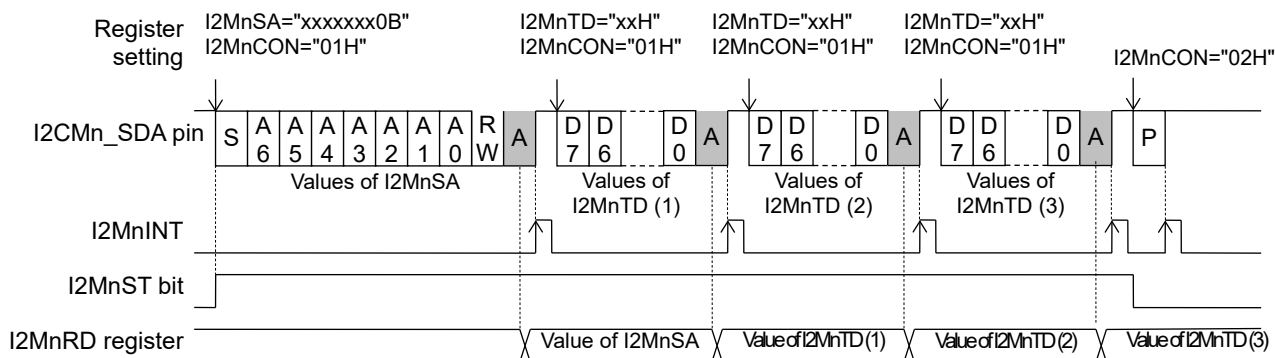 Register setting
I2MnSA="xxxxxxx0B"
I2MnCON="01H"
I2MnTD="xxH"
I2MnCON="01H"
I2MnTD="xxH"
I2MnCON="01H"
I2MnTD="xxH"
I2MnCON="01H"
I2MnCON="02H"
I2CMn_SDA pin
S A6 A5 A4 A3 A2 A1 A0 RW A D7 D6 D0 A D7 D6 D0 A D7 D6 D0 A P
Values of I2MnSA
Values of
I2MnTD (1)
Values of
I2MnTD (2)
Values of
I2MnTD (3)
I2MnINT
I2MnST bit
I2MnRD register
Value of I2MnSA
Value of I2MnTD (1)
Value of I2MnTD (2)
Value of I2MnTD (3)